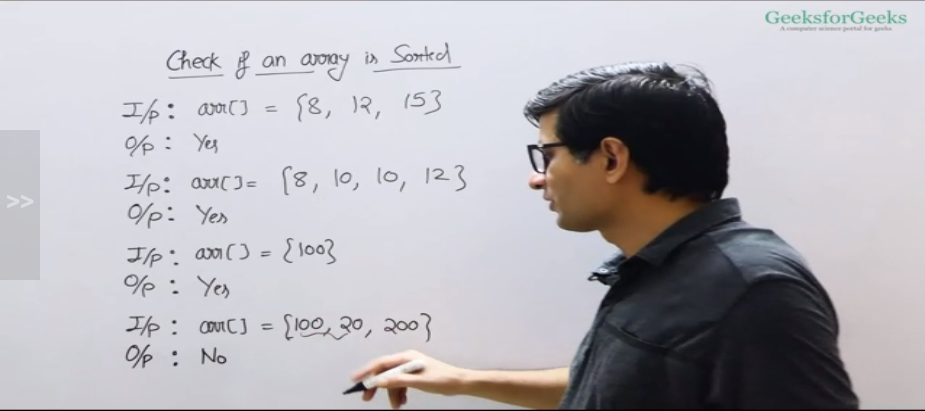 GeeksforGeeks
A computer science portal for geeks
Check if an array is Sorted
I/p : arr[] = {8, 12, 15}
O/p : Yes
I/p : arr[] = {8, 10, 10, 12}
O/p : Yes
I/p : arr[] = {100}
O/p : Yes
I/p : arr[] = {100, 20, 200}
O/p : No
>>